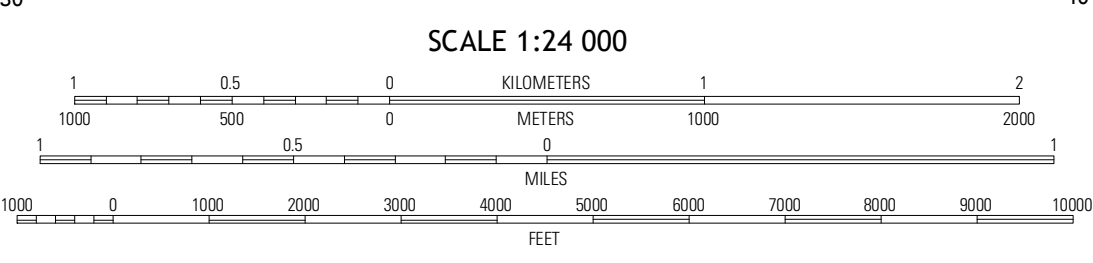 SCALE 1:24 000
1 0.5 0 KILOMETERS 1 2
1000 500 0 METERS 1000 2000
1 0.5 0 1
MILES
1000 0 1000 2000 3000 4000 5000 6000 7000 8000 9000 10000
FEET